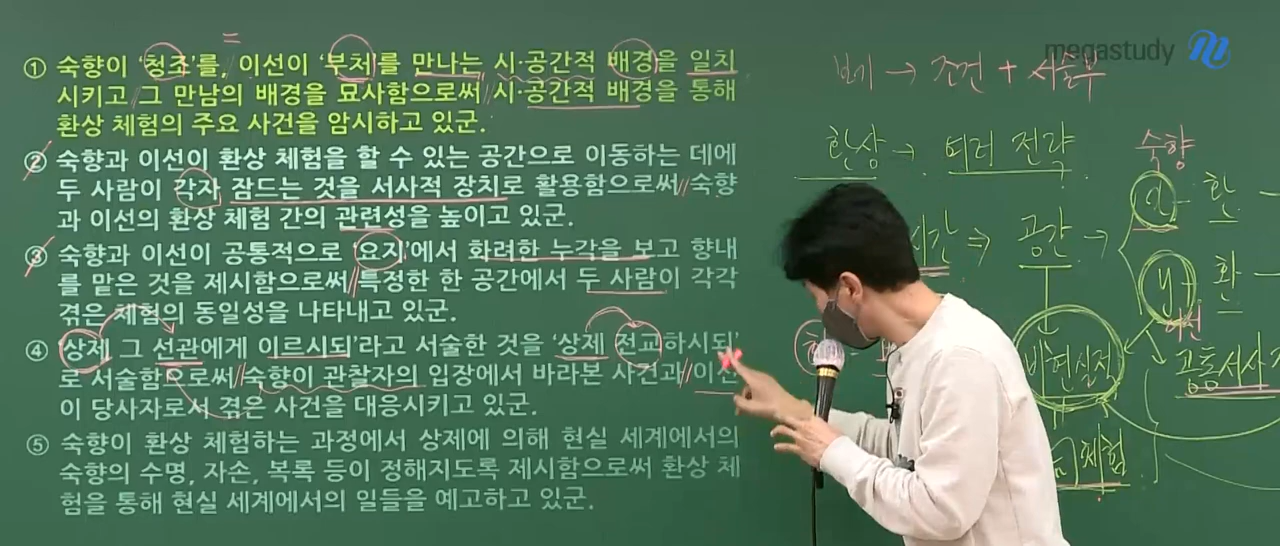 megastudy
① 숙향이 '청조'를, 이선이 '부처'를 만나는 시·공간적 배경을 일치
시키고 그 만남의 배경을 묘사함으로써 시·공간적 배경을 통해
환상 체험의 주요 사건을 암시하고 있군.
② 숙향과 이선이 환상 체험을 할 수 있는 공간으로 이동하는 데에
두 사람이 각자 잠드는 것을 서사적 장치로 활용함으로써 숙향
과 이선의 환상 체험 간의 관련성을 높이고 있군.
③ 숙향과 이선이 공통적으로 '요지'에서 화려한 누각을 보고 향내
를 맡은 것을 제시함으로써 특정한 한 공간에서 두 사람이 각각
겪은 체험의 동일성을 나타내고 있군.
④ '상제 그 선관에게 이르시되'라고 서술한 것을 '상제 전교하시되'
로 서술함으로써 숙향이 관찰자의 입장에서 바라본 사건과 이선
이 당사자로서 겪은 사건을 대응시키고 있군.
⑤ 숙향이 환상 체험하는 과정에서 상제에 의해 현실 세계에서의
숙향의 수명, 자손, 복록 등이 정해지도록 제시함으로써 환상 체
험을 통해 현실 세계에서의 일들을 예고하고 있군.
보기 → 조건 + 서술부
환상 → 여러 전략
숙향
환
시간 ⇒ 공간 →
환
이선
비현실적
공통서사
체험